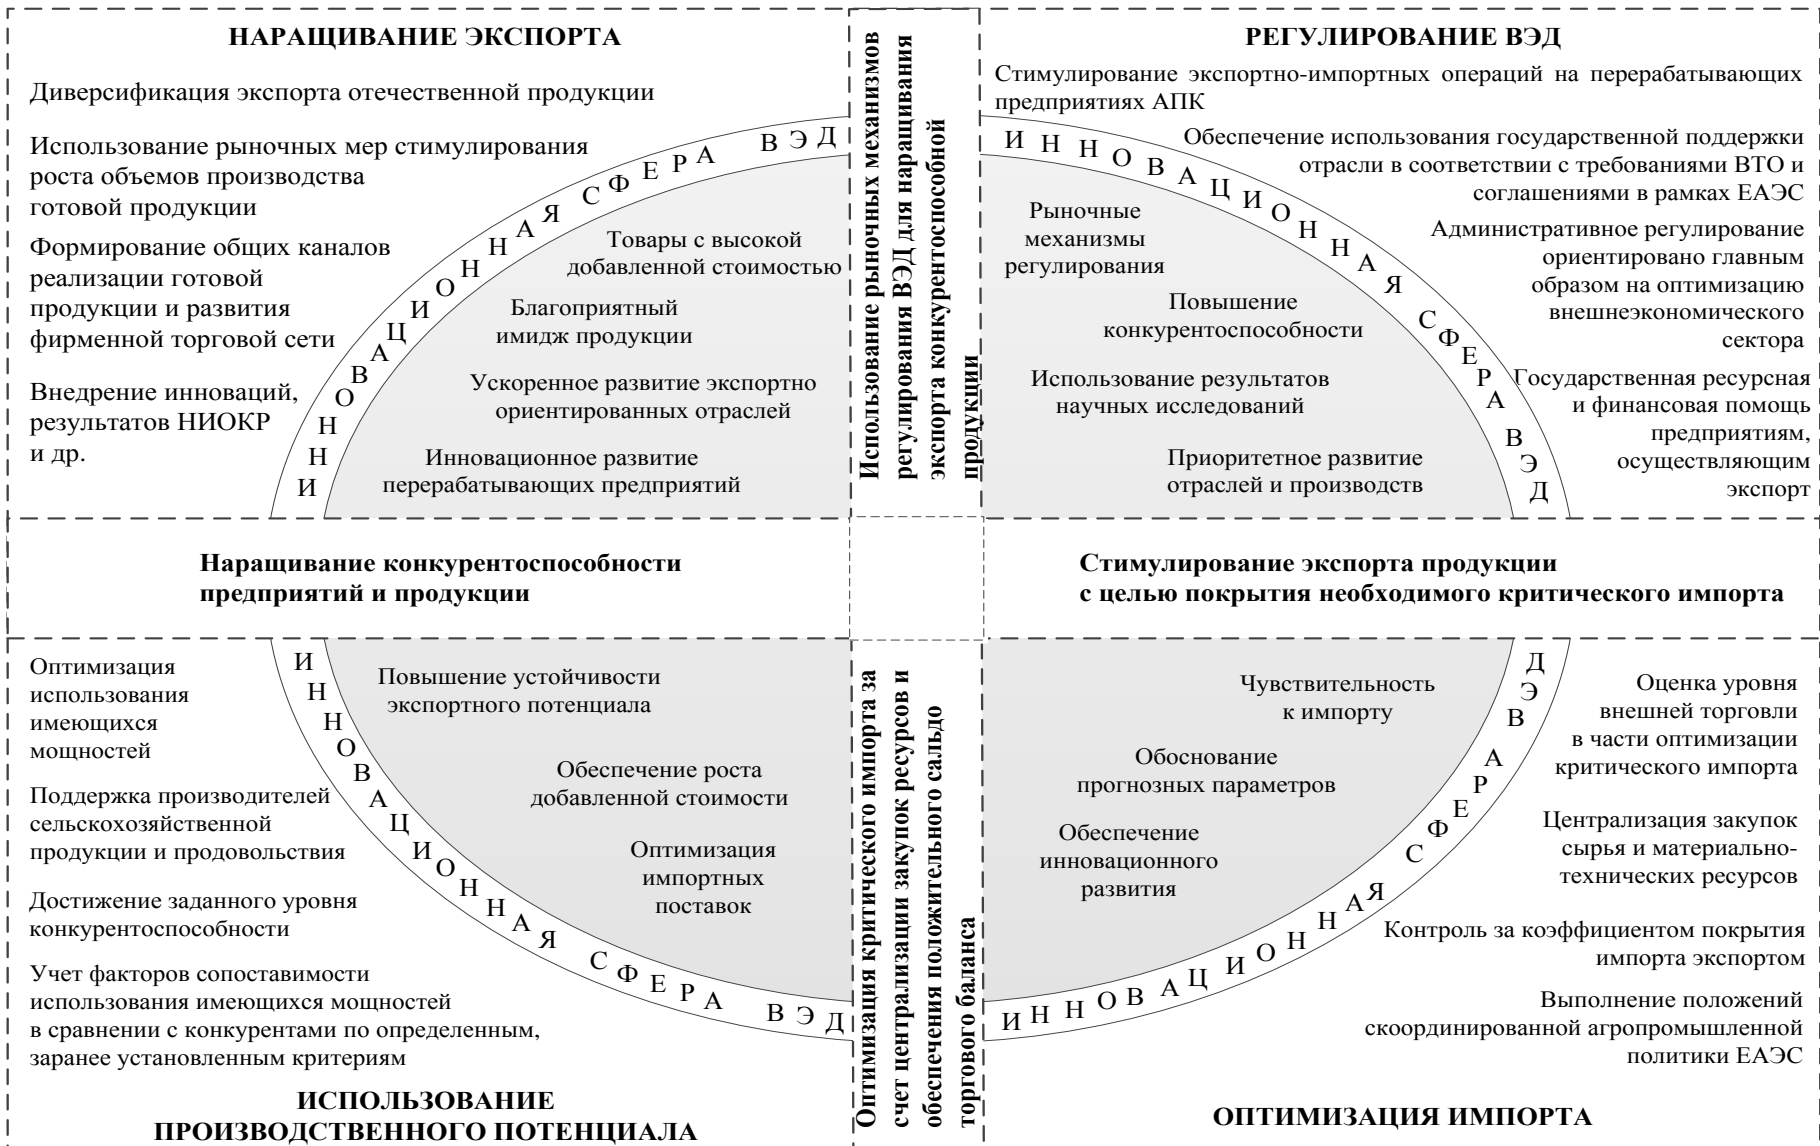 НАРАЩИВАНИЕ ЭКСПОРТА
Диверсификация экспорта отечественной продукции
Использование рыночных мер стимулирования
роста объемов производства
готовой продукции
Формирование общих каналов
реализации готовой
продукции и развития
фирменной торговой сети
Внедрение инноваций,
результатов НИОКР
и др.
ИННОВАЦИОННАЯ СФЕРА ВЭД
Товары с высокой
добавленной стоимостью
Благоприятный
имидж продукции
Ускоренное развитие экспортно
ориентированных отраслей
Инновационное развитие
перерабатывающих предприятий
Использование рыночных механизмов
регулирования ВЭД для наращивания
экспорта конкурентоспособной
продукции
РЕГУЛИРОВАНИЕ ВЭД
Стимулирование экспортно-импортных операций на перерабатывающих
предприятиях АПК
Обеспечение использования государственной поддержки
отрасли в соответствии с требованиями ВТО и
соглашениями в рамках ЕАЭС
Административное регулирование
ориентировано главным
образом на оптимизацию
внешнеэкономического
сектора
Государственная ресурсная
и финансовая помощь
предприятиям,
осуществляющим
экспорт
ИННОВАЦИОННАЯ СФЕРА ВЭД
Рыночные
механизмы
регулирования
Повышение
конкурентоспособности
Использование результатов
научных исследований
Приоритетное развитие
отраслей и производств
Наращивание конкурентоспособности
предприятий и продукции
Стимулирование экспорта продукции
с целью покрытия необходимого критического импорта
Оптимизация
использования
имеющихся
мощностей
Поддержка производителей
сельскохозяйственной
продукции и продовольствия
Достижение заданного уровня
конкурентоспособности
Учет факторов сопоставимости
использования имеющихся мощностей
в сравнении с конкурентами по определенным,
заранее установленным критериям
ИННОВАЦИОННАЯ СФЕРА ВЭД
Повышение устойчивости
экспортного потенциала
Обеспечение роста
добавленной стоимости
Оптимизация
импортных
поставок
ИСПОЛЬЗОВАНИЕ
ПРОИЗВОДСТВЕННОГО ПОТЕНЦИАЛА
Оптимизация критического импорта за
счет централизации закупок ресурсов и
обеспечения положительного сальдо
торгового баланса
Чувствительность
к импорту
Обоснование
прогнозных параметров
Обеспечение
инновационного
развития
ИННОВАЦИОННАЯ СФЕРА ВЭД
Оценка уровня
внешней торговли
в части оптимизации
критического импорта
Централизация закупок
сырья и материально-
технических ресурсов
Контроль за коэффициентом покрытия
импорта экспортом
Выполнение положений
скоординированной агропромышленной
политики ЕАЭС
ОПТИМИЗАЦИЯ ИМПОРТА